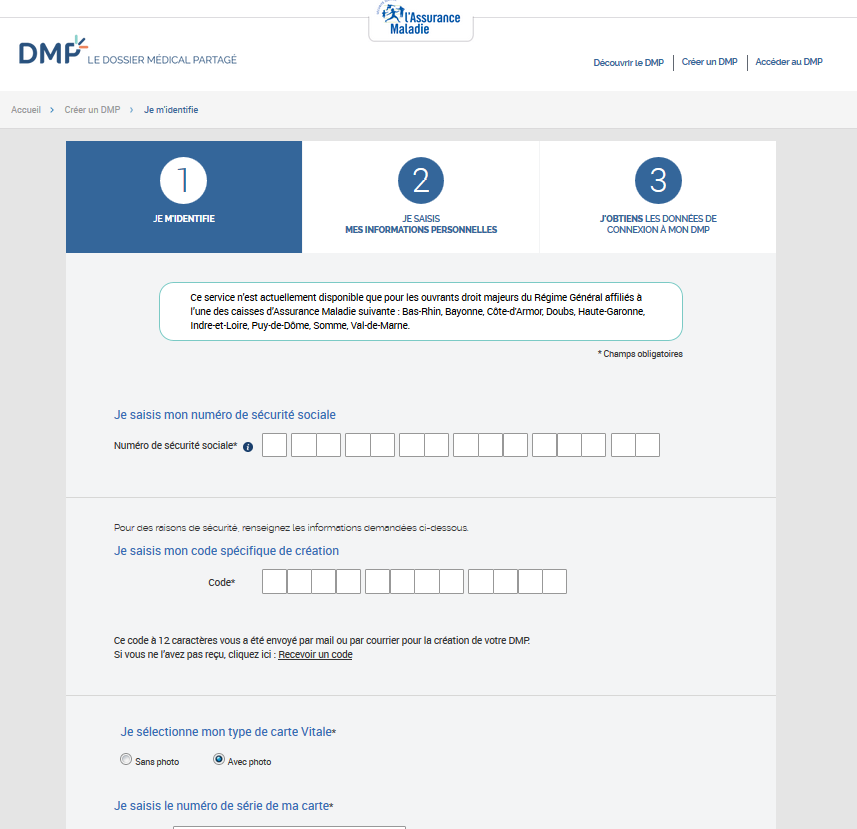 l'Assurance
Maladie
DMP LE DOSSIER MÉDICAL PARTAGÉ
Découvrir le DMP
Créer un DMP
Accéder au DMP
Accueil > Créer un DMP > Je m'identifie
1
JE M'IDENTIFIE
2
JE SAISIS
MES INFORMATIONS PERSONNELLES
3
J'OBTIENS LES DONNÉES DE
CONNEXION À MON DMP
Ce service n'est actuellement disponible que pour les ouvrants droit majeurs du Régime Général affiliés à
l'une des caisses d'Assurance Maladie suivante : Bas-Rhin, Bayonne, Côte-d'Armor, Doubs, Haute-Garonne,
Indre-et-Loire, Puy-de-Dôme, Somme, Val-de-Marne.
* Champs obligatoires
Je saisis mon numéro de sécurité sociale
Numéro de sécurité sociale* i
Pour des raisons de sécurité, renseignez les informations demandées ci-dessous.
Je saisis mon code spécifique de création
Code*
Ce code à 12 caractères vous a été envoyé par mail ou par courrier pour la création de votre DMP.
Si vous ne l'avez pas reçu, cliquez ici : Recevoir un code
Je sélectionne mon type de carte Vitale*
Sans photo
Avec photo
Je saisis le numéro de série de ma carte*